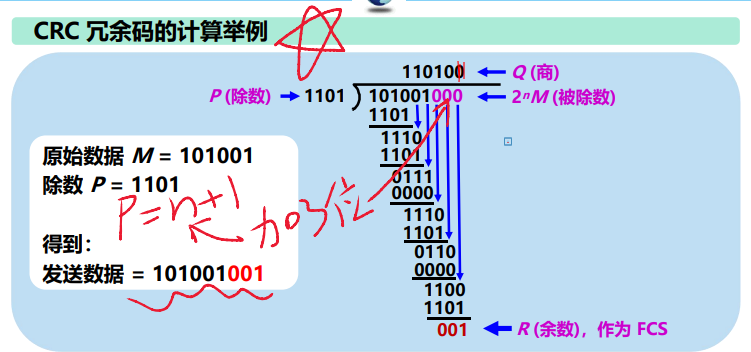 CRC 冗余码的计算举例
110100 Q (商)
P (除数) 1101 101001000 2ⁿM (被除数)
1101
1110
1101
0111
0000
1110
1101
0110
0000
1100
1101
001 R (余数), 作为 FCS
原始数据 M = 101001
除数 P = 1101
P=n+1
加3位
得到:
发送数据 = 101001001